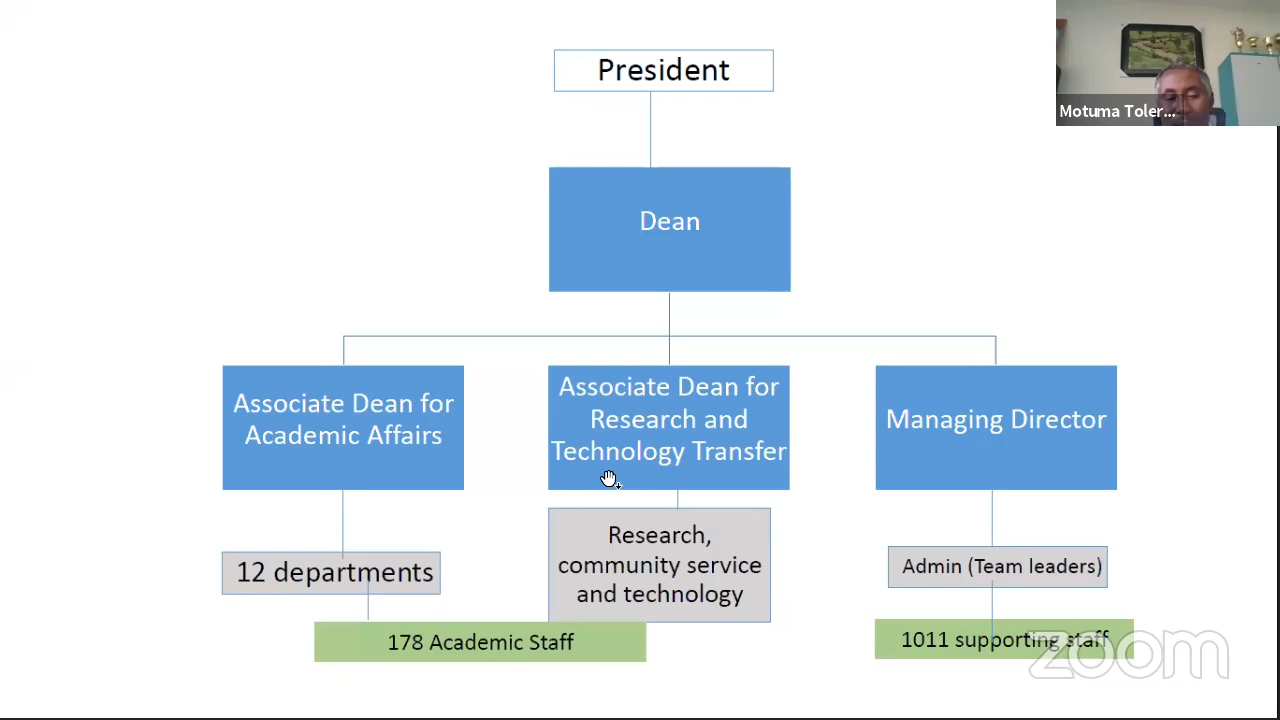 President
Motuma Toler...
Dean
Associate Dean for
Academic Affairs
Associate Dean for
Research and
Technology Transfer
Managing Director
12 departments
Research,
community service
and technology
Admin (Team leaders)
178 Academic Staff
1011 supporting staff
zoom